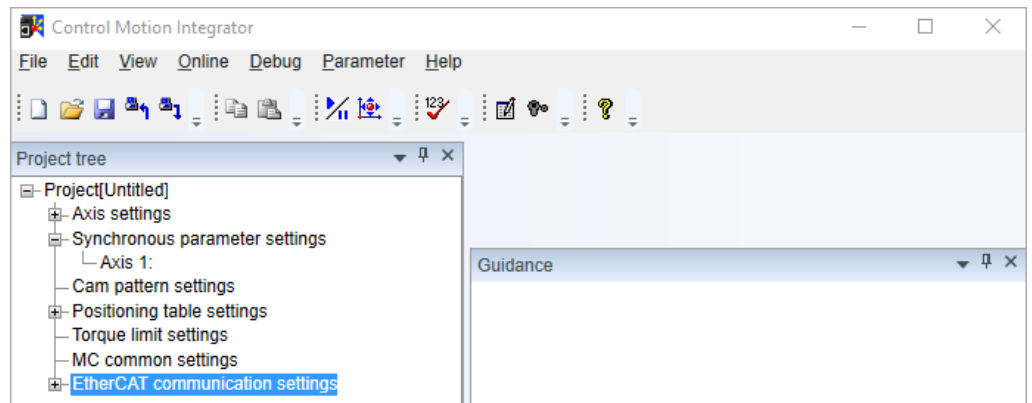 Control Motion Integrator
File Edit View Online Debug Parameter Help
123
Project tree
Project[Untitled]
Axis settings
Synchronous parameter settings
Axis 1:
Cam pattern settings
Positioning table settings
Torque limit settings
MC common settings
EtherCAT communication settings
Guidance